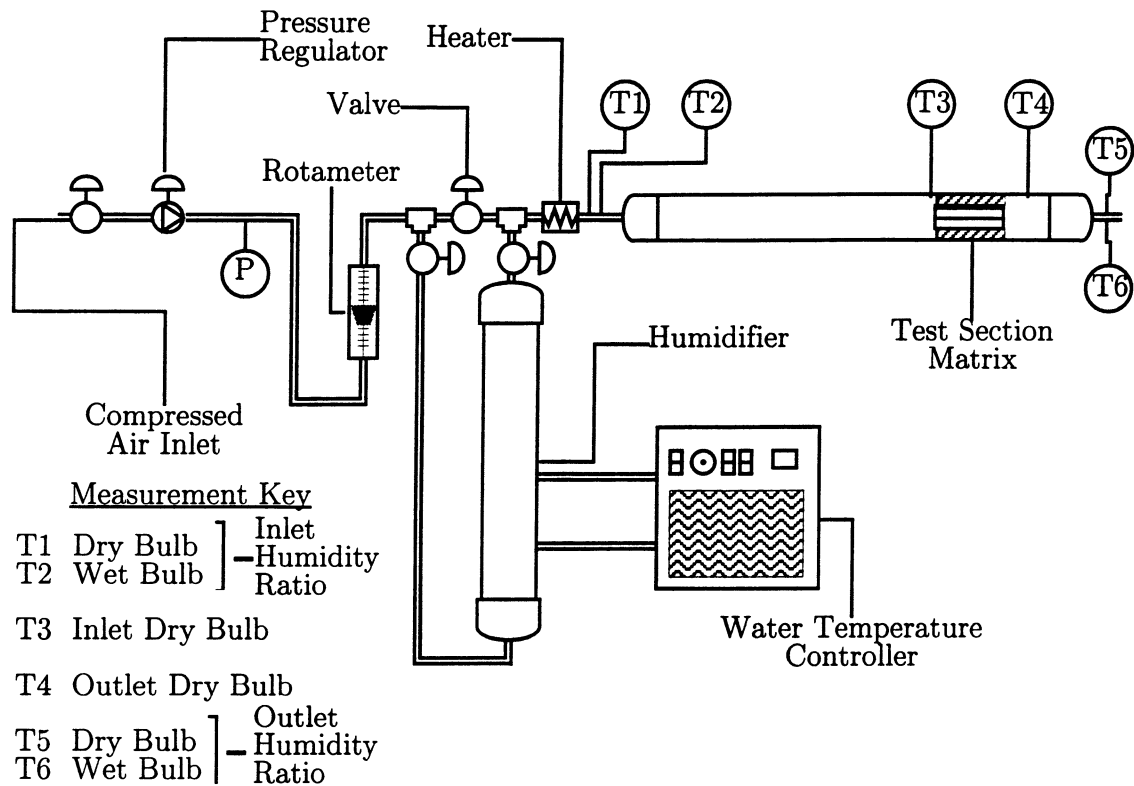 Pressure
Regulator
Heater
Valve
Rotameter
T1
T2
T3
T4
T5
T6
P
Test Section
Matrix
Humidifier
Compressed
Air Inlet
Water Temperature
Controller
Measurement Key
T1 Dry Bulb
T2 Wet Bulb
Inlet
Humidity
Ratio
T3 Inlet Dry Bulb
T4 Outlet Dry Bulb
T5 Dry Bulb
T6 Wet Bulb
Outlet
Humidity
Ratio